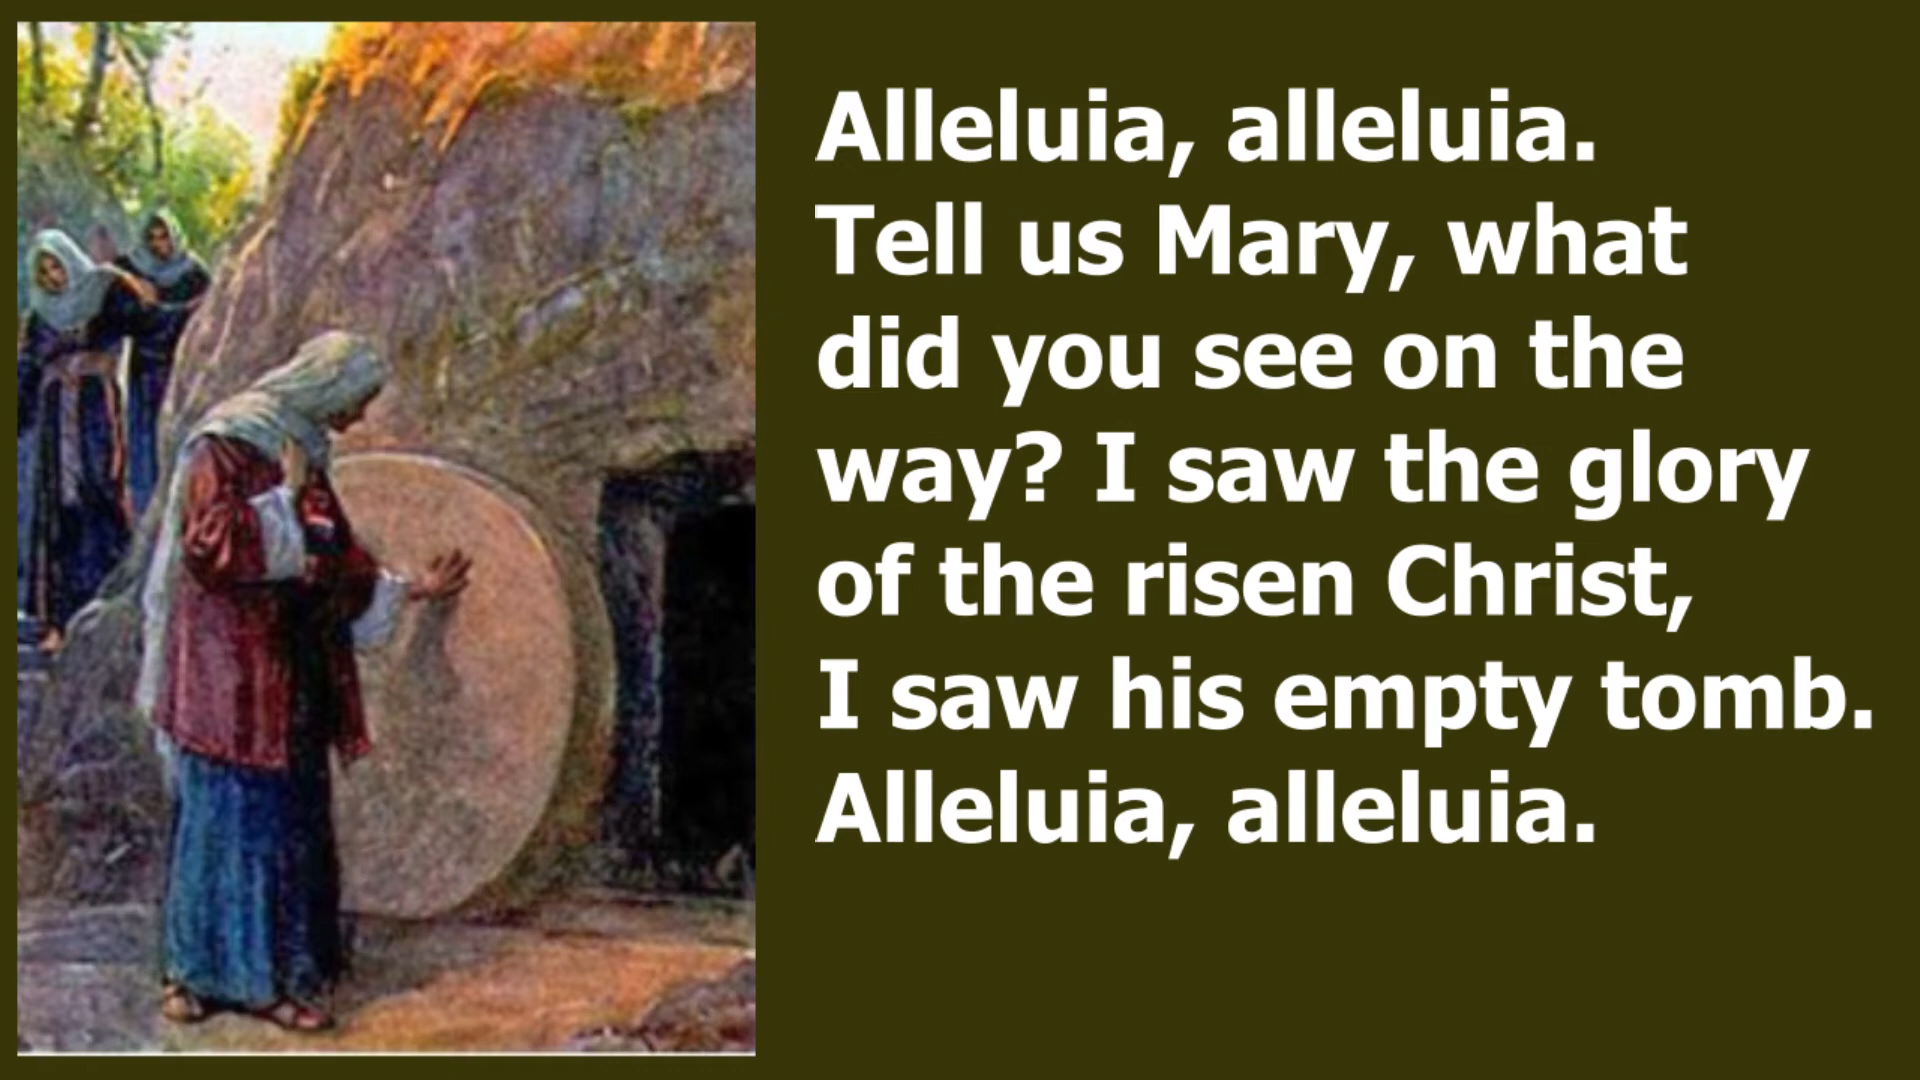 Alleluia, alleluia.
Tell us Mary, what
did you see on the
way? I saw the glory
of the risen Christ,
I saw his empty tomb.
Alleluia, alleluia.